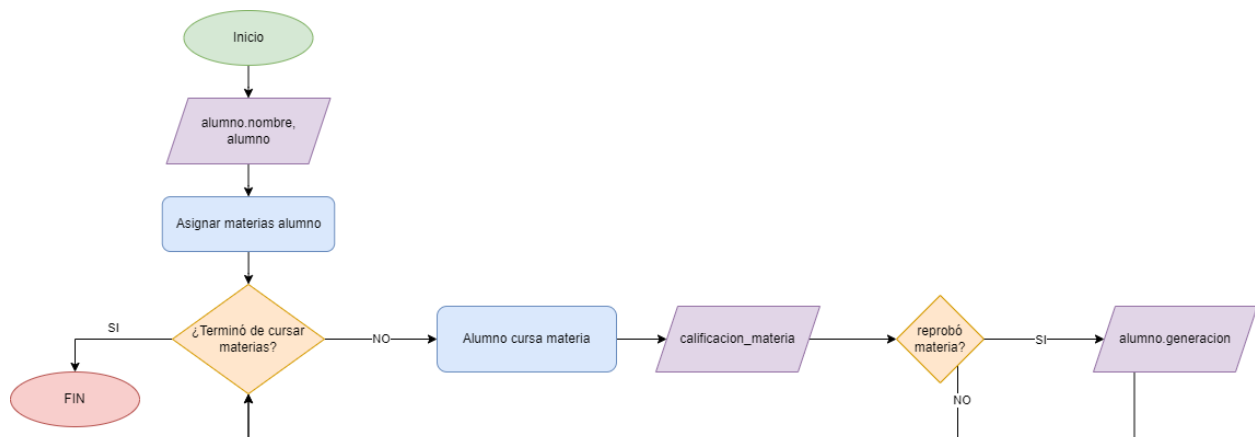 Inicio
alumno.nombre,
alumno
Asignar materias alumno
¿Terminó de cursar
materias?
SI
FIN
NO
Alumno cursa materia
calificacion_materia
reprobó
materia?
SI
alumno.generacion
NO